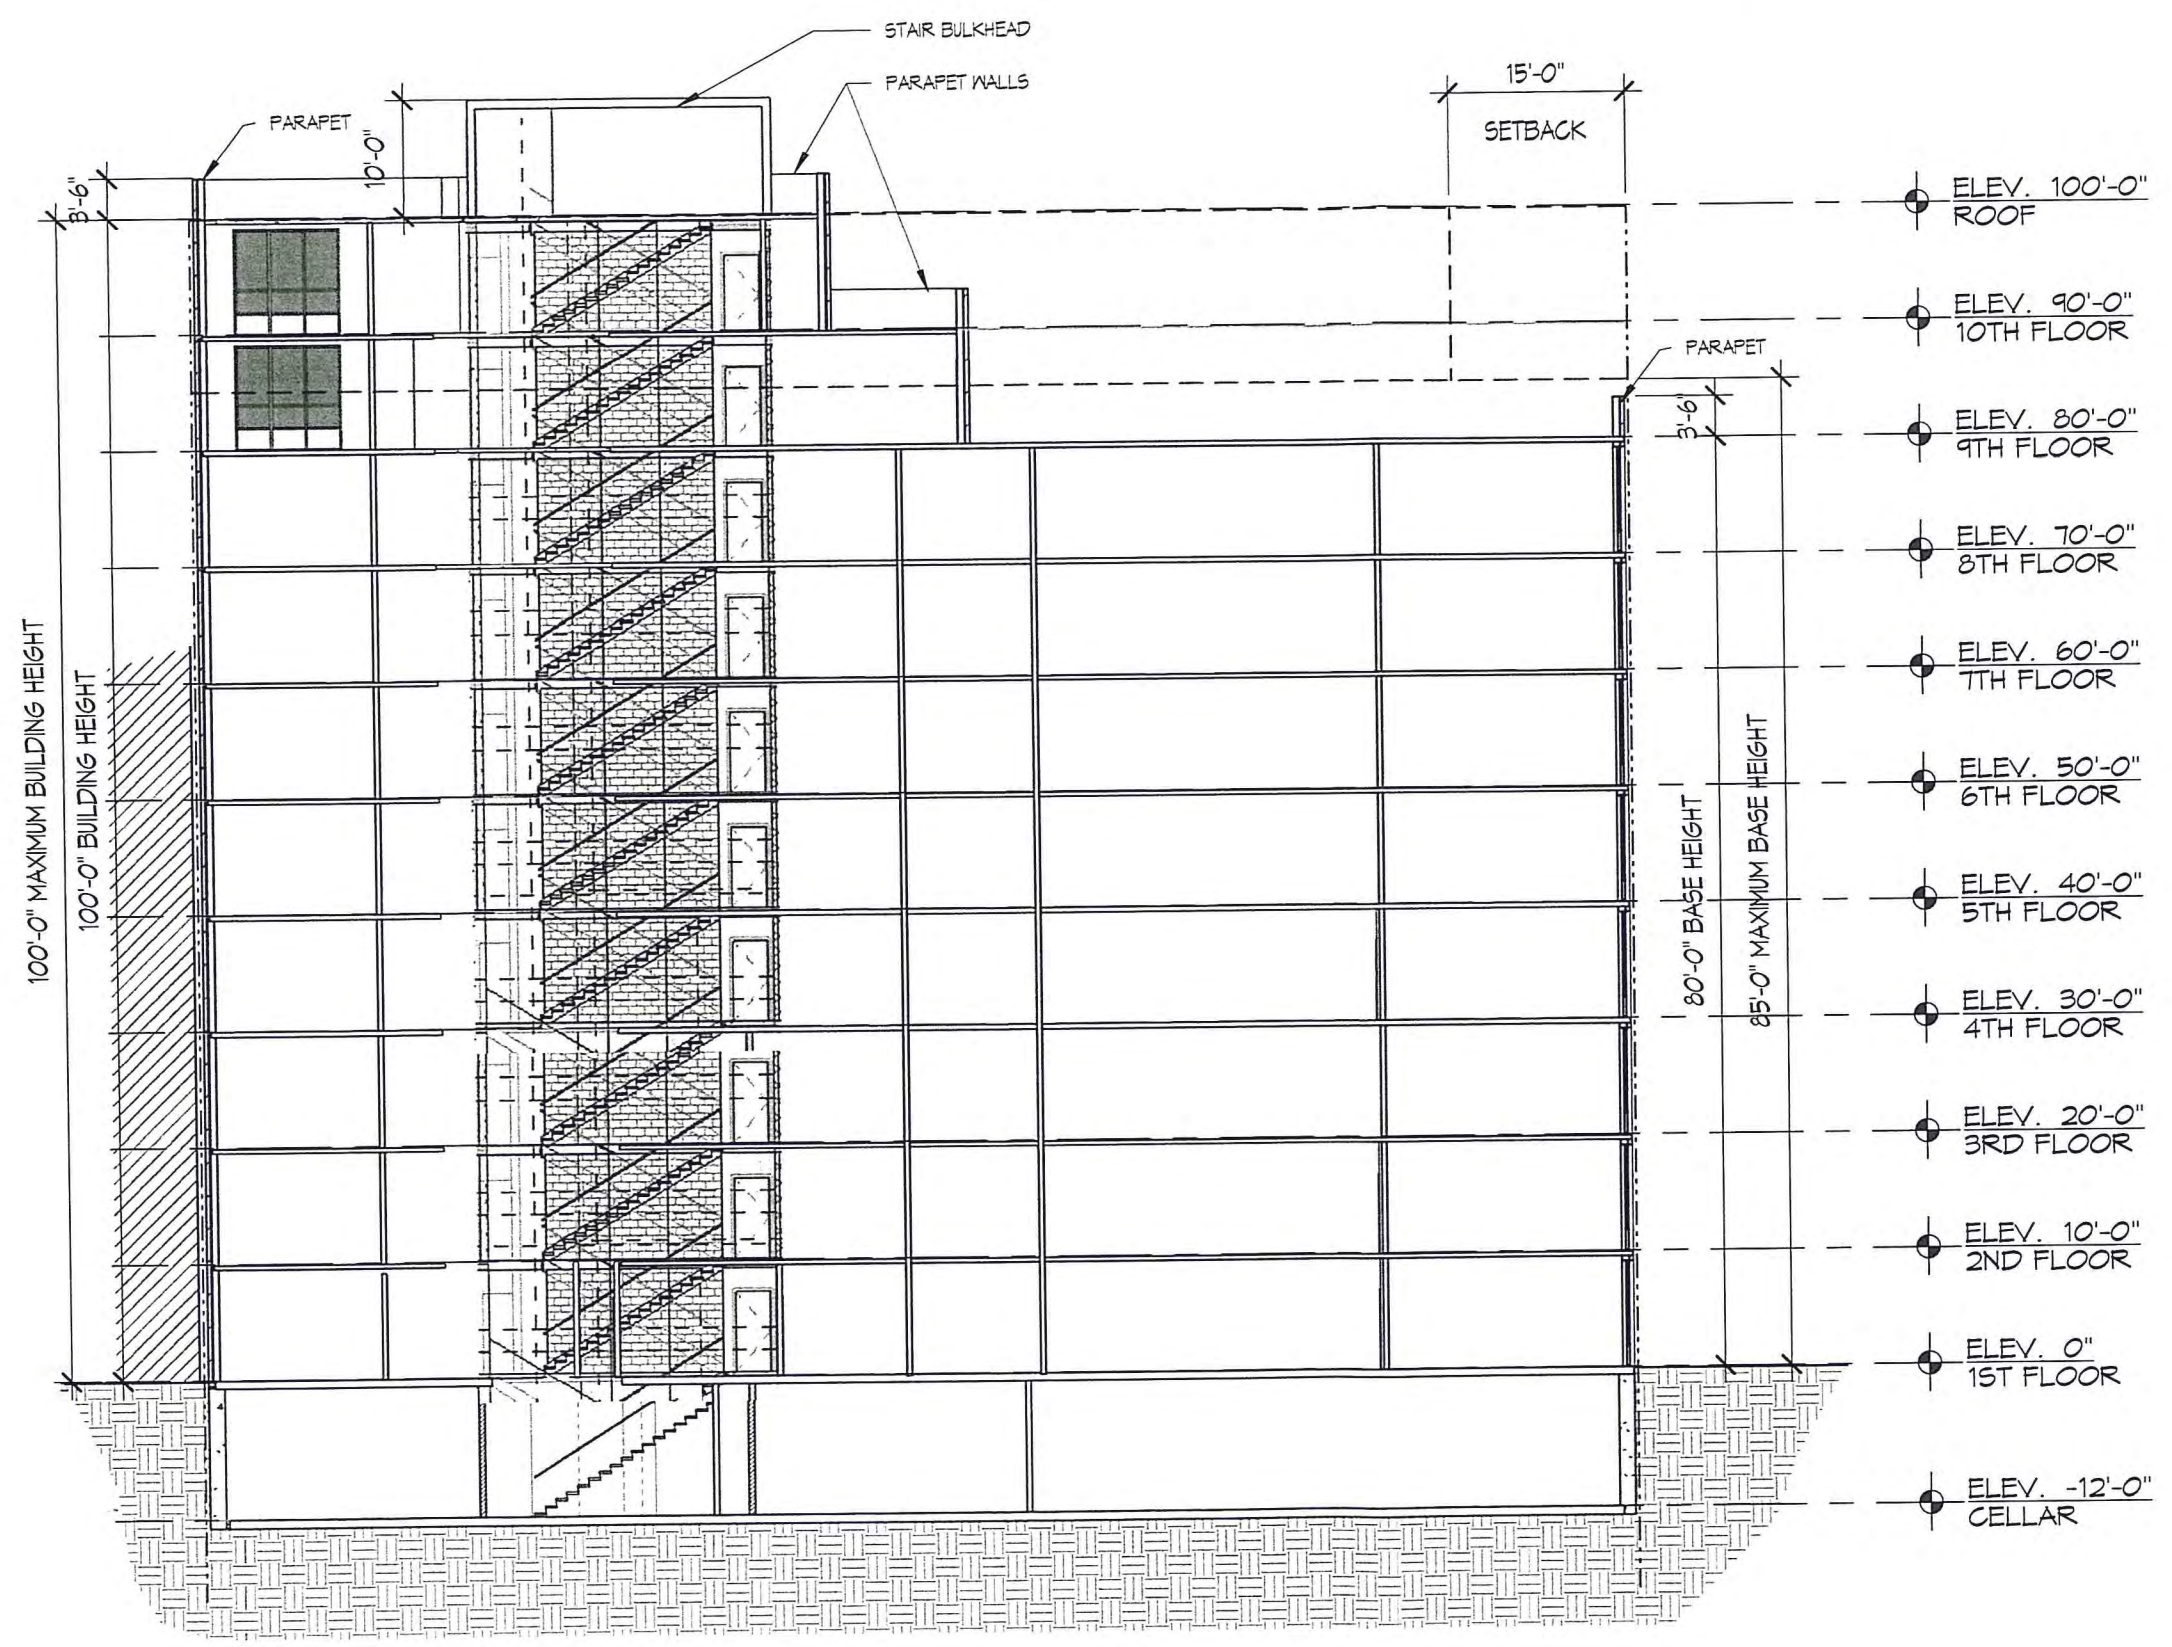 STAIR BULKHEAD
PARAPET WALLS
PARAPET
15'-0"
SETBACK
10'-0"
3'-6"
ELEV. 100'-0"
ROOF
ELEV. 90'-0"
10TH FLOOR
PARAPET
3'-6"
ELEV. 80'-0"
9TH FLOOR
ELEV. 70'-0"
8TH FLOOR
ELEV. 60'-0"
7TH FLOOR
100'-0" MAXIMUM BUILDING HEIGHT
100'-0" BUILDING HEIGHT
80'-0" BASE HEIGHT
85'-0" MAXIMUM BASE HEIGHT
ELEV. 50'-0"
6TH FLOOR
ELEV. 40'-0"
5TH FLOOR
ELEV. 30'-0"
4TH FLOOR
ELEV. 20'-0"
3RD FLOOR
ELEV. 10'-0"
2ND FLOOR
ELEV. 0"
1ST FLOOR
ELEV. -12'-0"
CELLAR